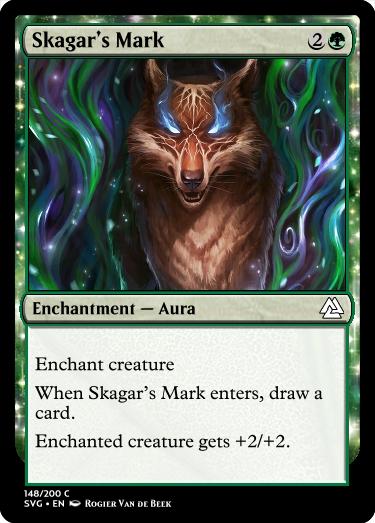 Skagar's Mark 2
Enchantment — Aura
Enchant creature
When Skagar's Mark enters, draw a
card.
Enchanted creature gets +2/+2.
148/200 C
SVG • EN Rogier Van de Beek